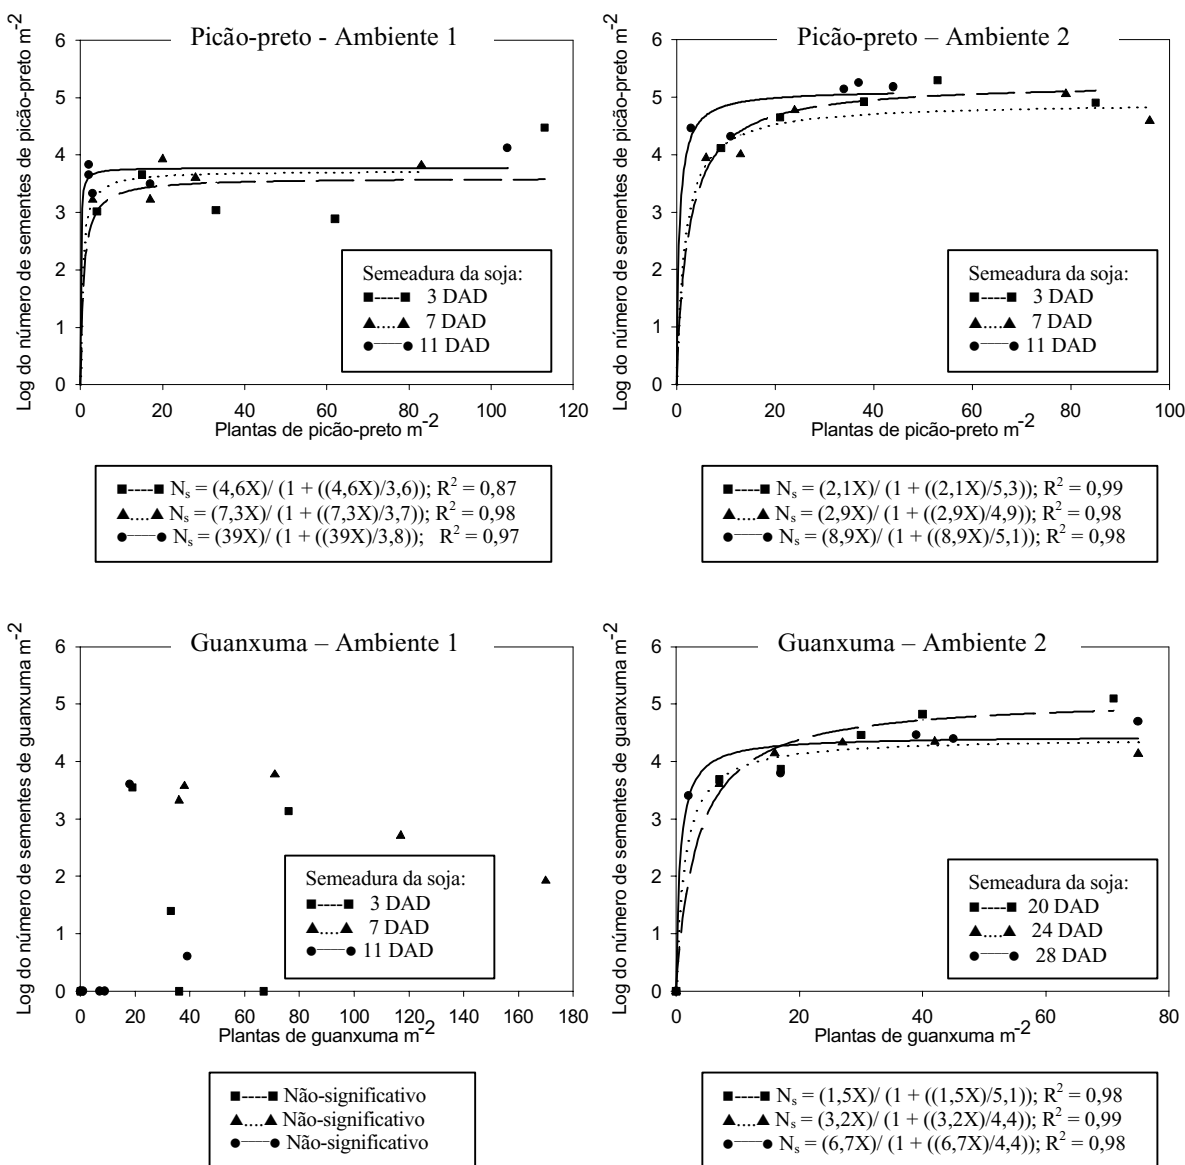 Picão-preto - Ambiente 1
Log do número de sementes de picão-preto m-2
6
5
4
3
2
1
0
Semeadura da soja:
3 DAD
7 DAD
11 DAD
0 20 40 60 80 100 120
Plantas de picão-preto m-2
Ns = (4,6X)/ (1 + ((4,6X)/3,6)); R2 = 0,87
Ns = (7,3X)/ (1 + ((7,3X)/3,7)); R2 = 0,98
Ns = (39X)/ (1 + ((39X)/3,8)); R2 = 0,97
Picão-preto – Ambiente 2
Log do número de sementes de picão-preto m-2
6
5
4
3
2
1
0
Semeadura da soja:
3 DAD
7 DAD
11 DAD
0 20 40 60 80 100
Plantas de picão-preto m-2
Ns = (2,1X)/ (1 + ((2,1X)/5,3)); R2 = 0,99
Ns = (2,9X)/ (1 + ((2,9X)/4,9)); R2 = 0,98
Ns = (8,9X)/ (1 + ((8,9X)/5,1)); R2 = 0,98
Guanxuma – Ambiente 1
Log do número de sementes de guanxuma m-2
6
5
4
3
2
1
0
Semeadura da soja:
3 DAD
7 DAD
11 DAD
0 20 40 60 80 100 120 140 160 180
Plantas de guanxuma m-2
Não-significativo
Não-significativo
Não-significativo
Guanxuma – Ambiente 2
Log do número de sementes de guanxuma m-2
6
5
4
3
2
1
0
Semeadura da soja:
20 DAD
24 DAD
28 DAD
0 20 40 60 80
Plantas de guanxuma m-2
Ns = (1,5X)/ (1 + ((1,5X)/5,1)); R2 = 0,98
Ns = (3,2X)/ (1 + ((3,2X)/4,4)); R2 = 0,99
Ns = (6,7X)/ (1 + ((6,7X)/4,4)); R2 = 0,98